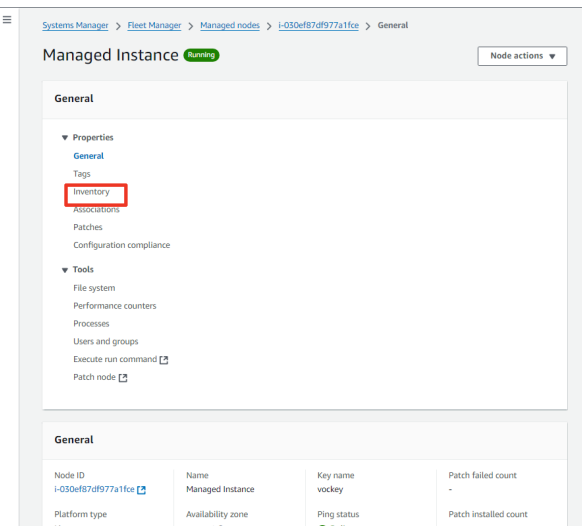 Systems Manager > Fleet Manager > Managed nodes > i-030ef87df977a1fce > General
Managed Instance Running
Node actions
General
Properties
General
Tags
Inventory
Associations
Patches
Configuration compliance
Tools
File system
Performance counters
Processes
Users and groups
Execute run command
Patch node
General
Node ID Name Key name Patch failed count
i-030ef87df977a1fce Managed Instance vockey -
Platform type Availability zone Ping status Patch installed count